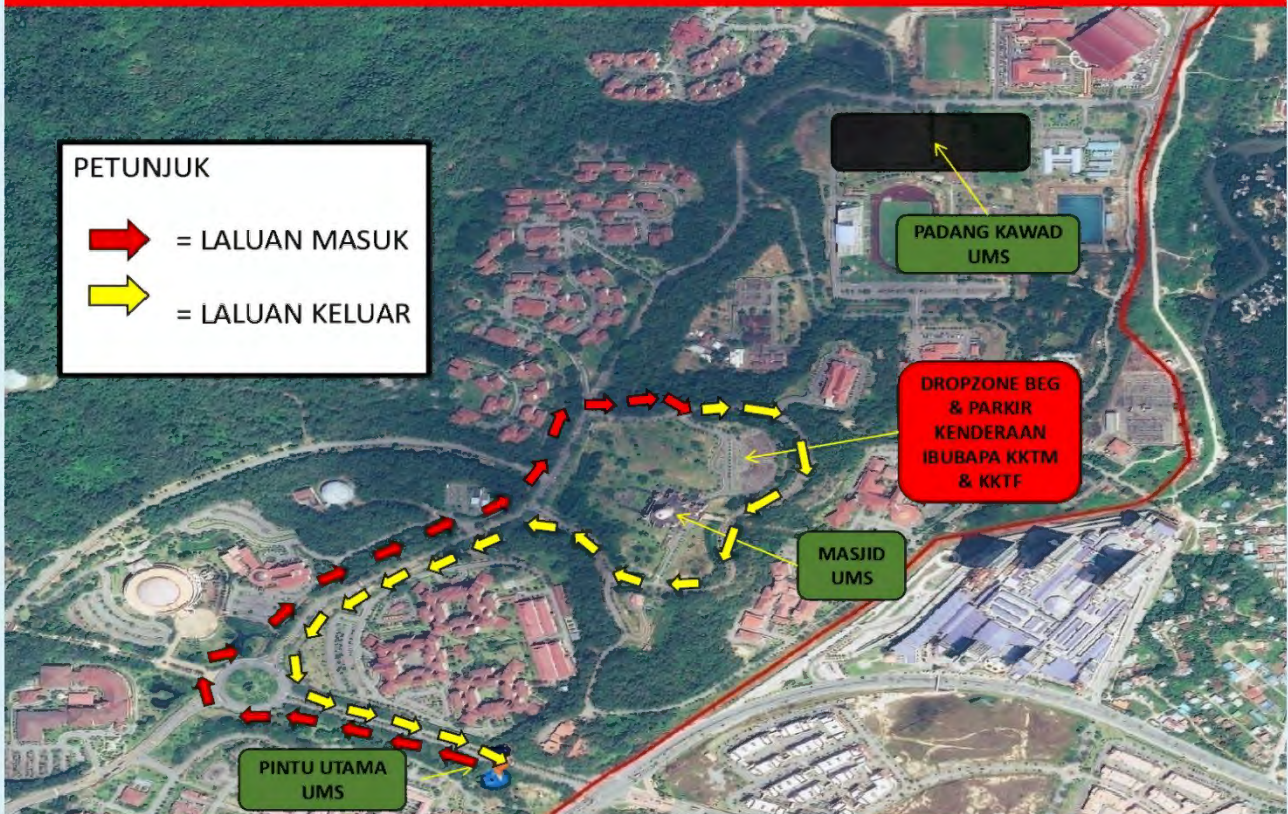 PETUNJUK
= LALUAN MASUK
= LALUAN KELUAR
PADANG KAWAD
UMS
DROPZONE BEG
& PARKIR
KENDERAAN
IBUBAPA KKTM
& KKTF
MASJID
UMS
PINTU UTAMA
UMS